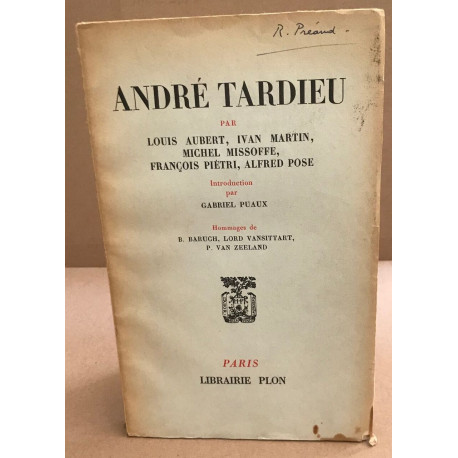 R. Préaud -
ANDRÉ TARDIEU
PAR
LOUIS AUBERT, IVAN MARTIN,
MICHEL MISSOFFE,
FRANÇOIS PIÉTRI, ALFRED POSE
Introduction
par
GABRIEL PUAUX
Hommages de
B. BARUCH, LORD VANSITTART,
P. VAN ZEELAND
PARIS
LIBRAIRIE PLON